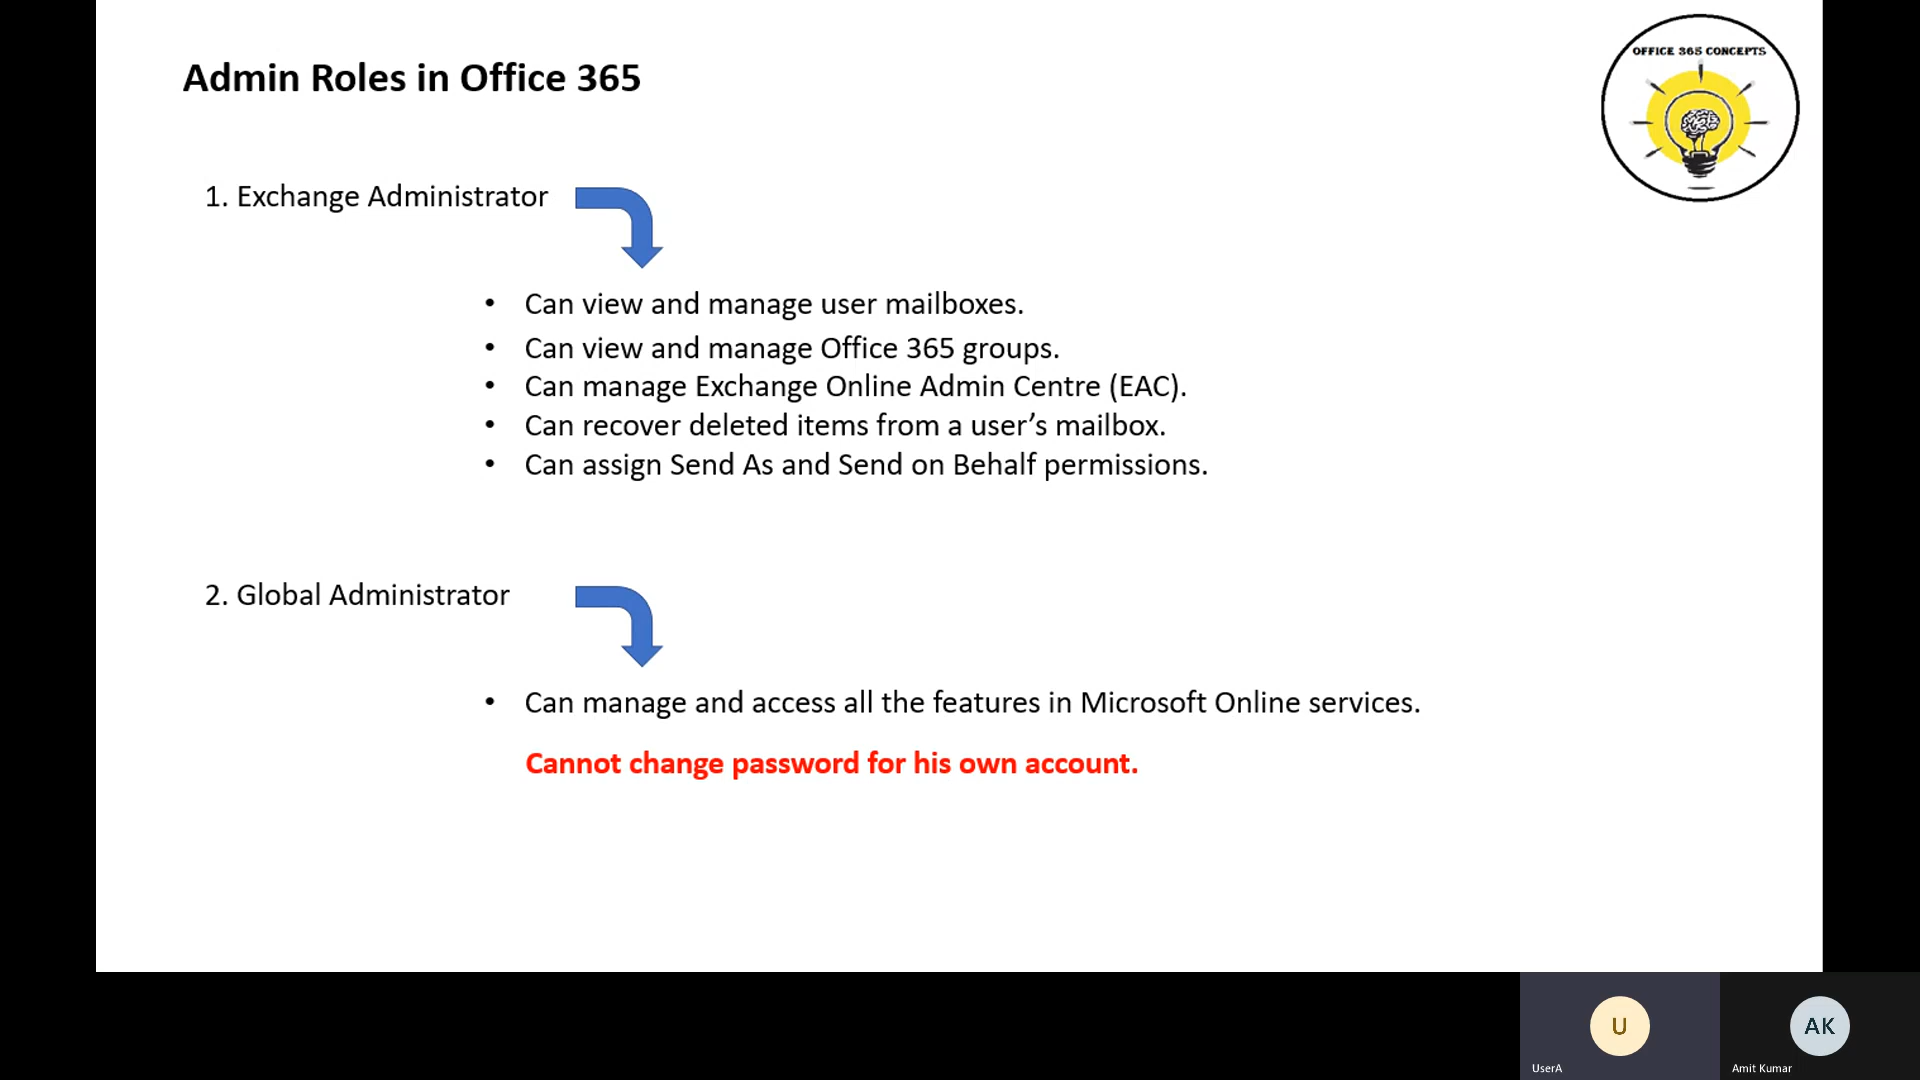 OFFICE 365 CONCEPTS
Admin Roles in Office 365
1. Exchange Administrator
• Can view and manage user mailboxes.
• Can view and manage Office 365 groups.
• Can manage Exchange Online Admin Centre (EAC).
• Can recover deleted items from a user’s mailbox.
• Can assign Send As and Send on Behalf permissions.
2. Global Administrator
• Can manage and access all the features in Microsoft Online services.
Cannot change password for his own account.
U
UserA
AK
Amit Kumar